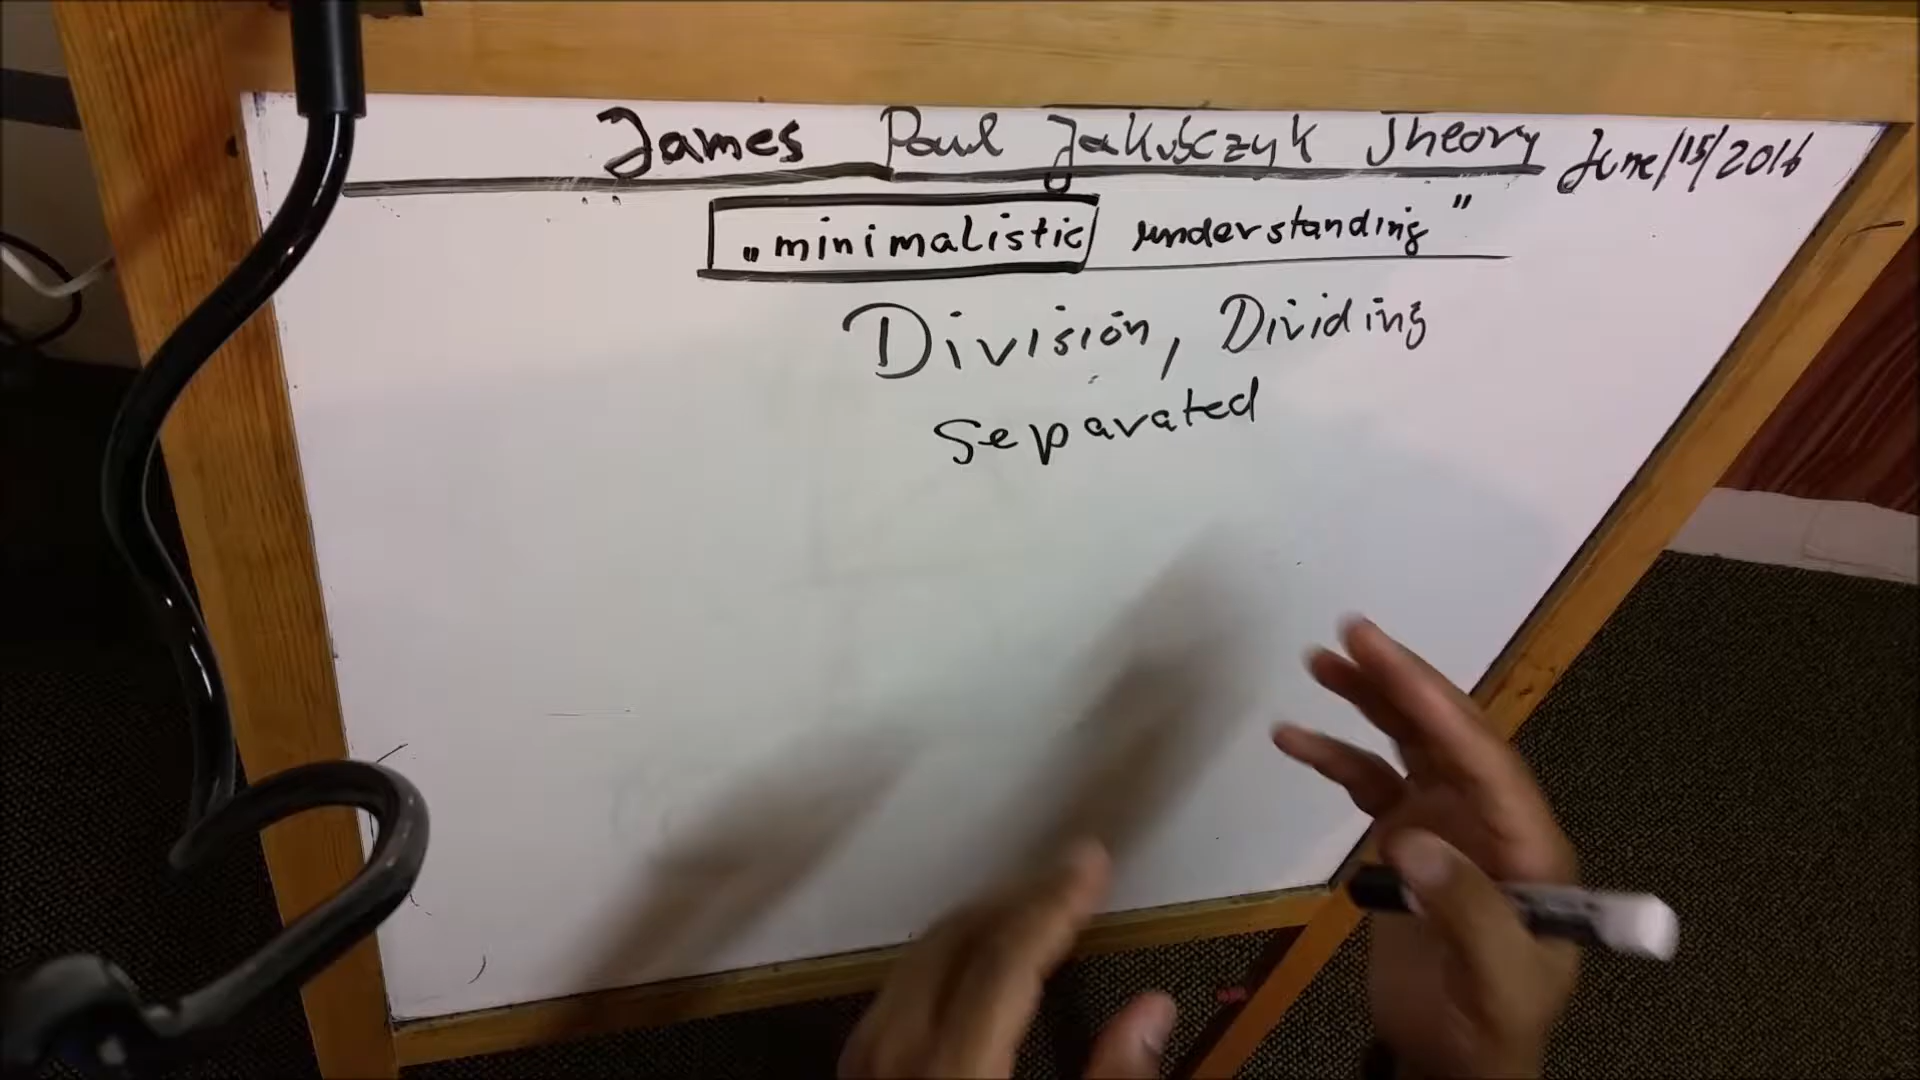 James Paul Jakubczyk Theory June/15/2016
„minimalistic understanding"
Division, Dividing
Separated